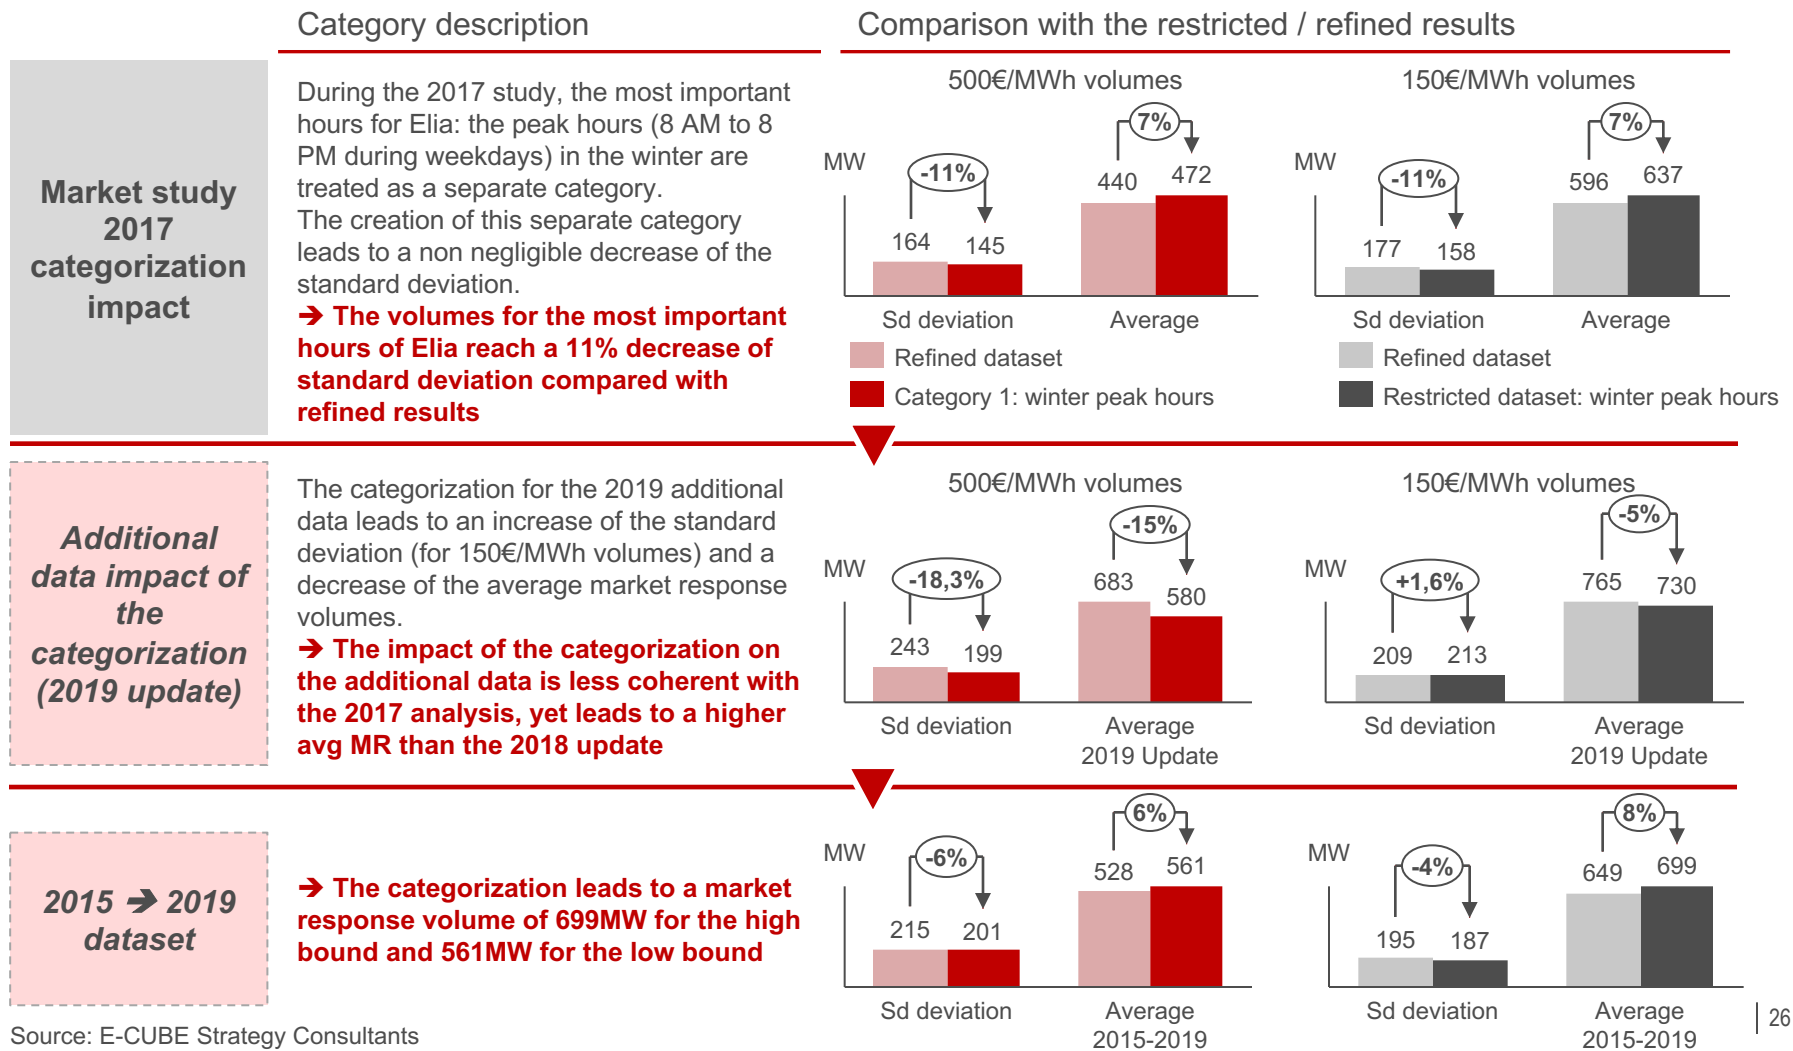 Category description
Comparison with the restricted / refined results
Market study
2017
categorization
impact
During the 2017 study, the most important
hours for Elia: the peak hours (8 AM to 8
PM during weekdays) in the winter are
treated as a separate category.
The creation of this separate category
leads to a non negligible decrease of the
standard deviation.
➔ The volumes for the most important
hours of Elia reach a 11% decrease of
standard deviation compared with
refined results
500€/MWh volumes
MW
-11%
7%
164
145
440
472
Sd deviation
Average
Refined dataset
Category 1: winter peak hours
150€/MWh volumes
MW
-11%
7%
177
158
596
637
Sd deviation
Average
Refined dataset
Restricted dataset: winter peak hours
Additional
data impact of
the
categorization
(2019 update)
The categorization for the 2019 additional
data leads to an increase of the standard
deviation (for 150€/MWh volumes) and a
decrease of the average market response
volumes.
➔ The impact of the categorization on
the additional data is less coherent with
the 2017 analysis, yet leads to a higher
avg MR than the 2018 update
500€/MWh volumes
MW
-18,3%
-15%
243
199
683
580
Sd deviation
Average
2019 Update
150€/MWh volumes
MW
+1,6%
-5%
209
213
765
730
Sd deviation
Average
2019 Update
2015 ➔ 2019
dataset
➔ The categorization leads to a market
response volume of 699MW for the high
bound and 561MW for the low bound
MW
-6%
6%
215
201
528
561
Sd deviation
Average
2015-2019
MW
-4%
8%
195
187
649
699
Sd deviation
Average
2015-2019
Source: E-CUBE Strategy Consultants
26